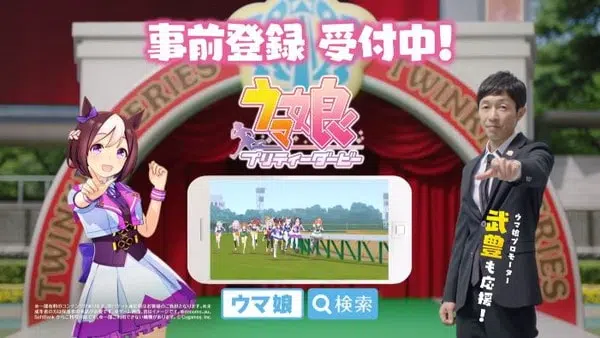 事前登録 受付中!
TWINKLE SERIES
TWINKLE SERIES
ウマ娘
プリティーダービー
ウマ娘プロモーター
武豊も応援!
ウマ娘
検索